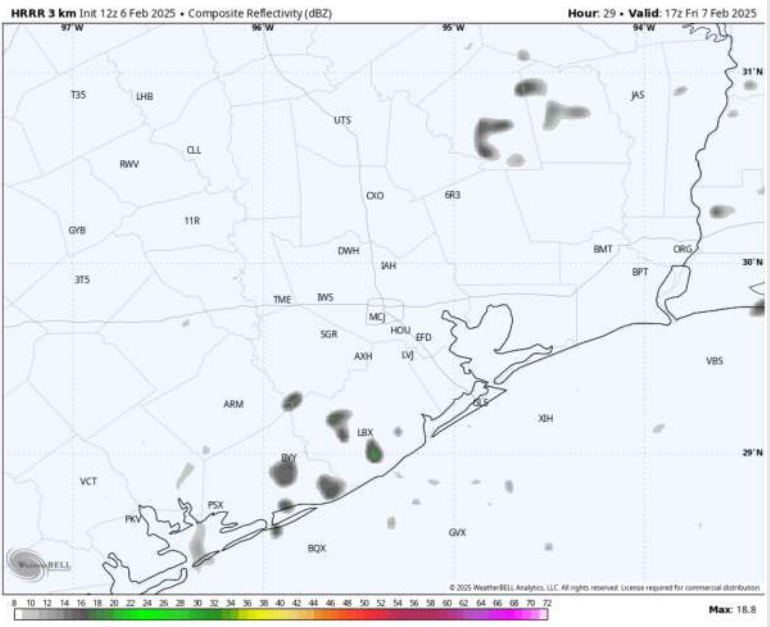 HRRR 3 km Init 12z 6 Feb 2025 • Composite Reflectivity (dBZ) Hour: 29 • Valid: 17z Fri 7 Feb 2025
97°W 96°W 95°W 94°W
31°N
T35 LHB JAS
UTS
CLL
RWV
CXO 6R3
11R
GYB
DWH BMT ORG
IAH 30°N
BPT
3T5
TME IWS
MCJ
SGR HOU EFD
AXH LVJ VBS
ARM GLS
XIH
LBX
29°N
BYY
VCT
PSX
PKV
GVX
BQX
WEATHERBELL
© 2025 WeatherBELL Analytics, LLC. All rights reserved. License required for commercial distribution.
8 10 12 14 16 18 20 22 24 26 28 30 32 34 36 38 40 42 44 46 48 50 52 54 56 58 60 62 64 66 68 70 72 Max: 18.8